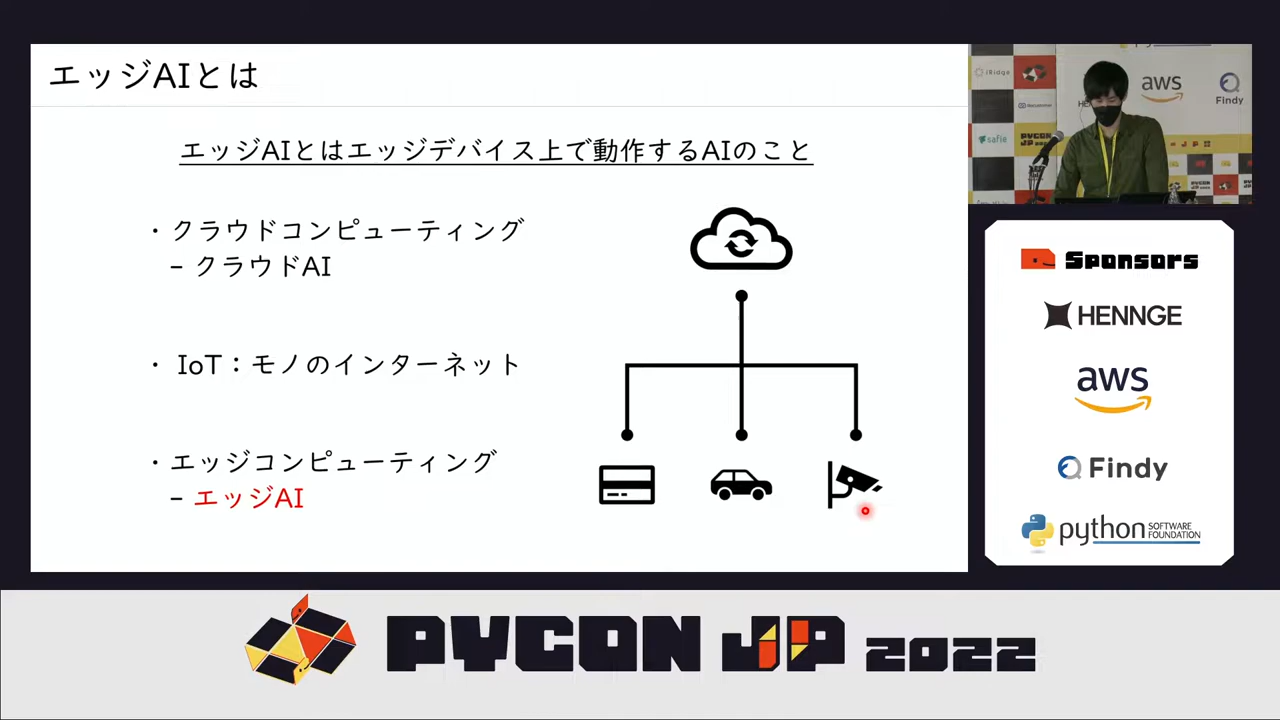 エッジAIとは
エッジAIとはエッジデバイス上で動作するAIのこと
・クラウドコンピューティング
– クラウドAI
・ IoT：モノのインターネット
・エッジコンピューティング
– エッジAI
iRidge
aws
Findy
safie
Sponsors
HENNGE
aws
Findy
python SOFTWARE FOUNDATION
PYCON JP 2022